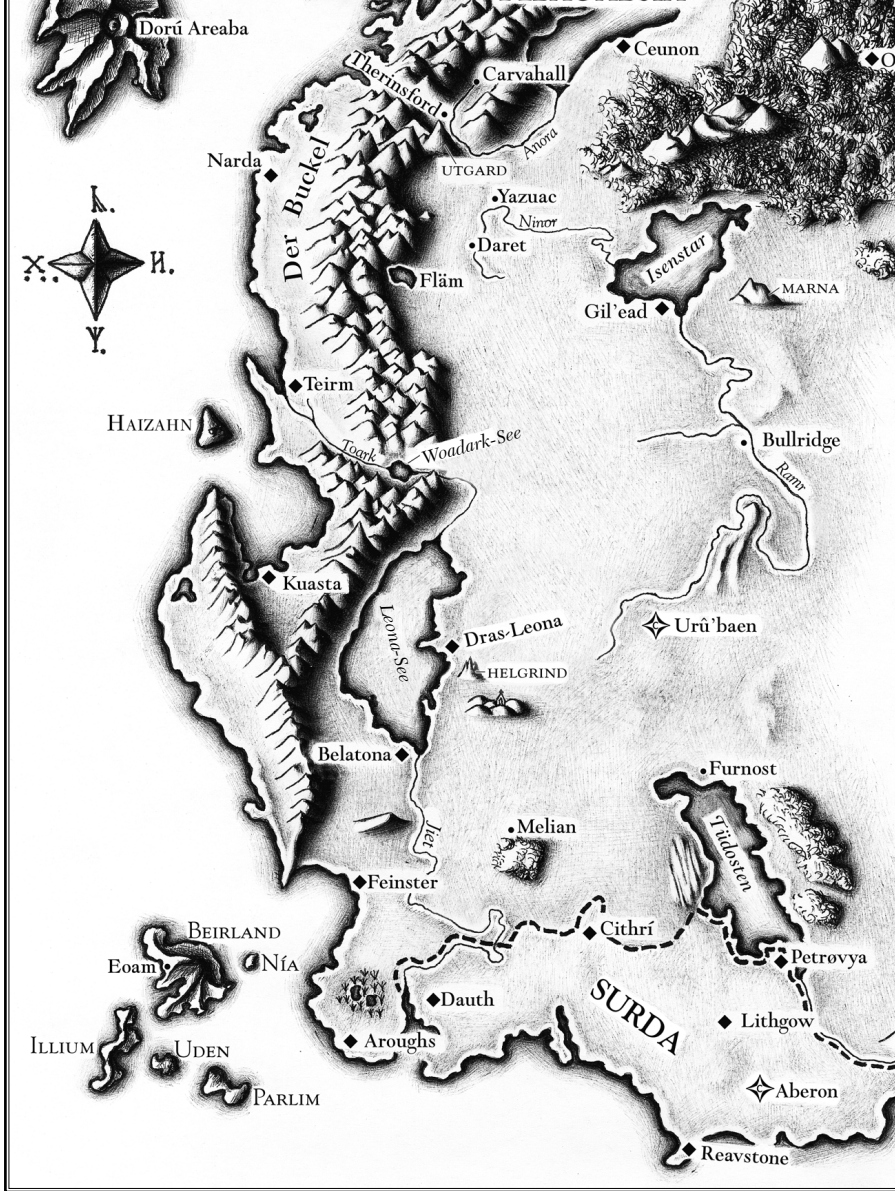 Dorú Areaba
Ceunon
Carvahall
Therinsford
Anora
Narda
UTGARD
Der Buckel
Yazuac
Ninor
Daret
Isenstar
Fläm
MARNA
Gil'ead
Teirm
HAIZAHN
Toark
Woadark-See
Bullridge
Ramr
Kuasta
Leona-See
Dras-Leona
Urû'baen
HELGRIND
Belatona
Furnost
Jiet
Melian
Tüdosten
Feinster
BEIRLAND
Cithrí
Eoam
NÍA
Petrøvya
SURDA
Dauth
Lithgow
ILLIUM
UDEN
Aroughs
PARLIM
Aberon
Reavstone